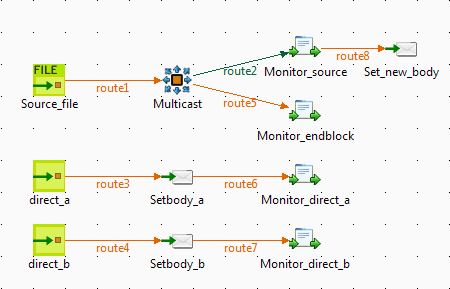 FILE
Source_file
route1
Multicast
route2
Monitor_source
route8
Set_new_body
route5
Monitor_endblock
direct_a
route3
Setbody_a
route6
Monitor_direct_a
direct_b
route4
Setbody_b
route7
Monitor_direct_b